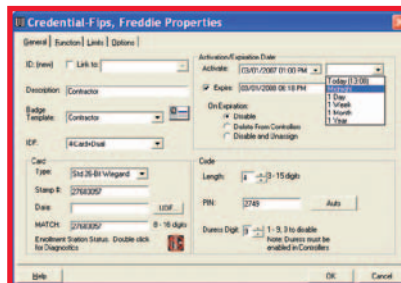 Credential-Fips, Freddie Properties
General Function Limits Options
ID: (new) Link to:
Description: Contractor
Badge Template: Contractor
IDF: 4:Card+Dual
Card
Type: Std 26-Bit Wiegand
Stamp #: 27683057
Data: UDF...
MATCH: 27683057 8 - 16 digits
Enrollment Station Status: Double click for Diagnostics
Activation/Expiration Date
Activate: 03/01/2007 01:00 PM
Expire: 03/01/2008 06:18 PM
Today (13:00)
Midnight
1 Day
1 Week
1 Month
1 Year
On Expiration:
Disable
Delete From Controllers
Disable and Unassign
Code
Length: 4 3 - 15 digits
PIN: 2749 Auto
Duress Digit: 9 1 - 9, 0 to disable
Note: Duress must be enabled in Controllers
Help OK Cancel